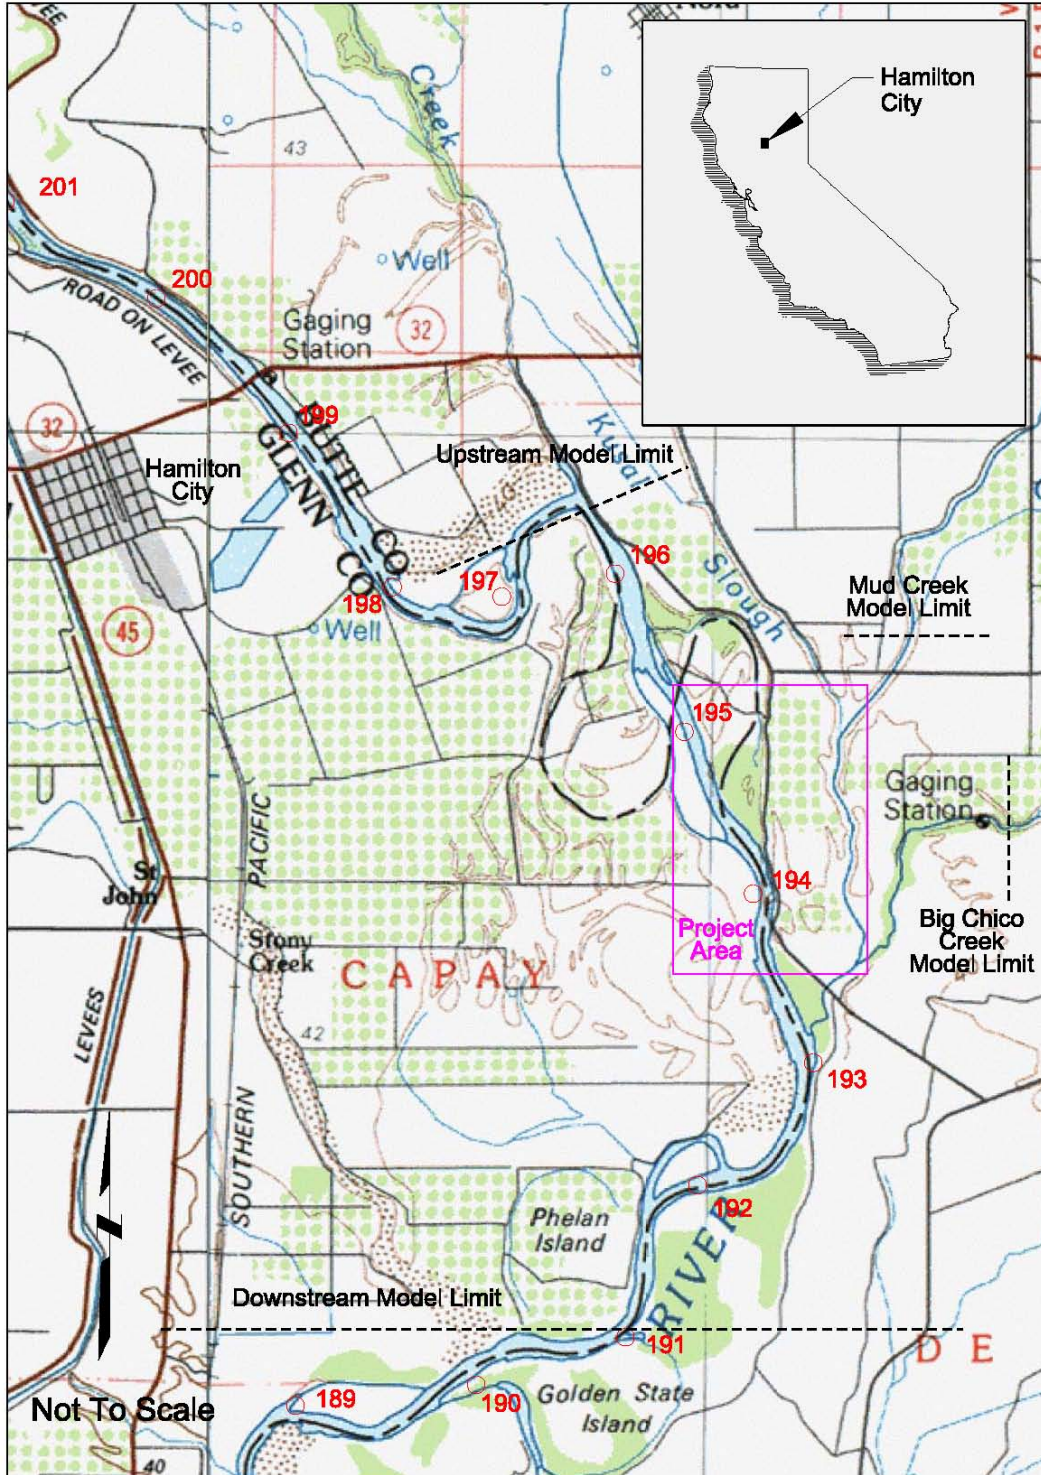 Nord
Creek
Hamilton
City
43
201
Well
200
ROAD ON LEVEE
Gaging
Station
32
32
199
BUTTE CO
GLENN CO
Hamilton
City
Upstream Model Limit
Kusal
Slough
196
197
198
Well
Mud Creek
Model Limit
45
195
Gaging
Station
PACIFIC
St
John
194
Project
Area
Big Chico
Creek
Model Limit
Stony
Creek
CAPAY
42
LEVEES
193
SOUTHERN
192
Phelan
Island
RIVER
Downstream Model Limit
191
D E
N
189
190
Golden State
Island
Not To Scale
40